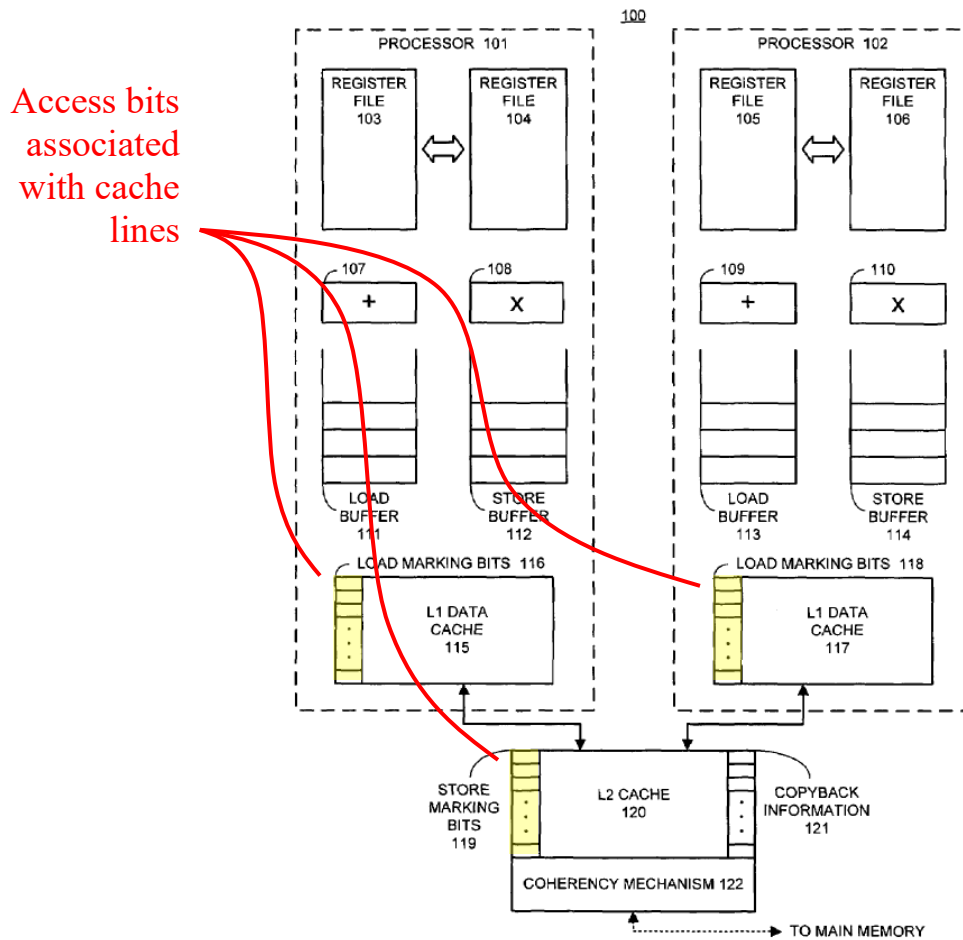 100
PROCESSOR 101
PROCESSOR 102
Access bits
associated
with cache
lines
REGISTER
FILE
103
REGISTER
FILE
104
REGISTER
FILE
105
REGISTER
FILE
106
107
+
108
X
109
+
110
X
LOAD
BUFFER
111
STORE
BUFFER
112
LOAD
BUFFER
113
STORE
BUFFER
114
LOAD MARKING BITS 116
L1 DATA
CACHE
115
LOAD MARKING BITS 118
L1 DATA
CACHE
117
STORE
MARKING
BITS
119
L2 CACHE
120
COPYBACK
INFORMATION
121
COHERENCY MECHANISM 122
TO MAIN MEMORY